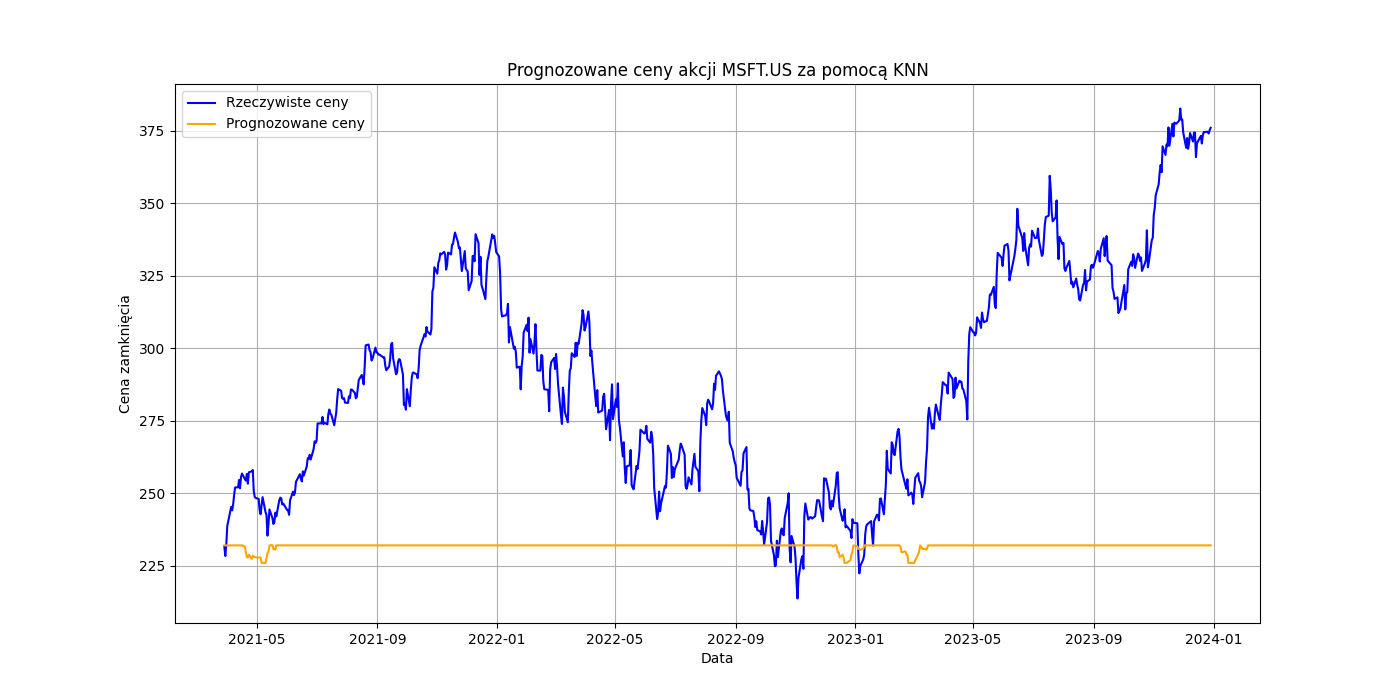 Prognozowane ceny akcji MSFT.US za pomocą KNN
Rzeczywiste ceny
Prognozowane ceny
Cena zamknięcia
375
350
325
300
275
250
225
2021-05 2021-09 2022-01 2022-05 2022-09 2023-01 2023-05 2023-09 2024-01
Data